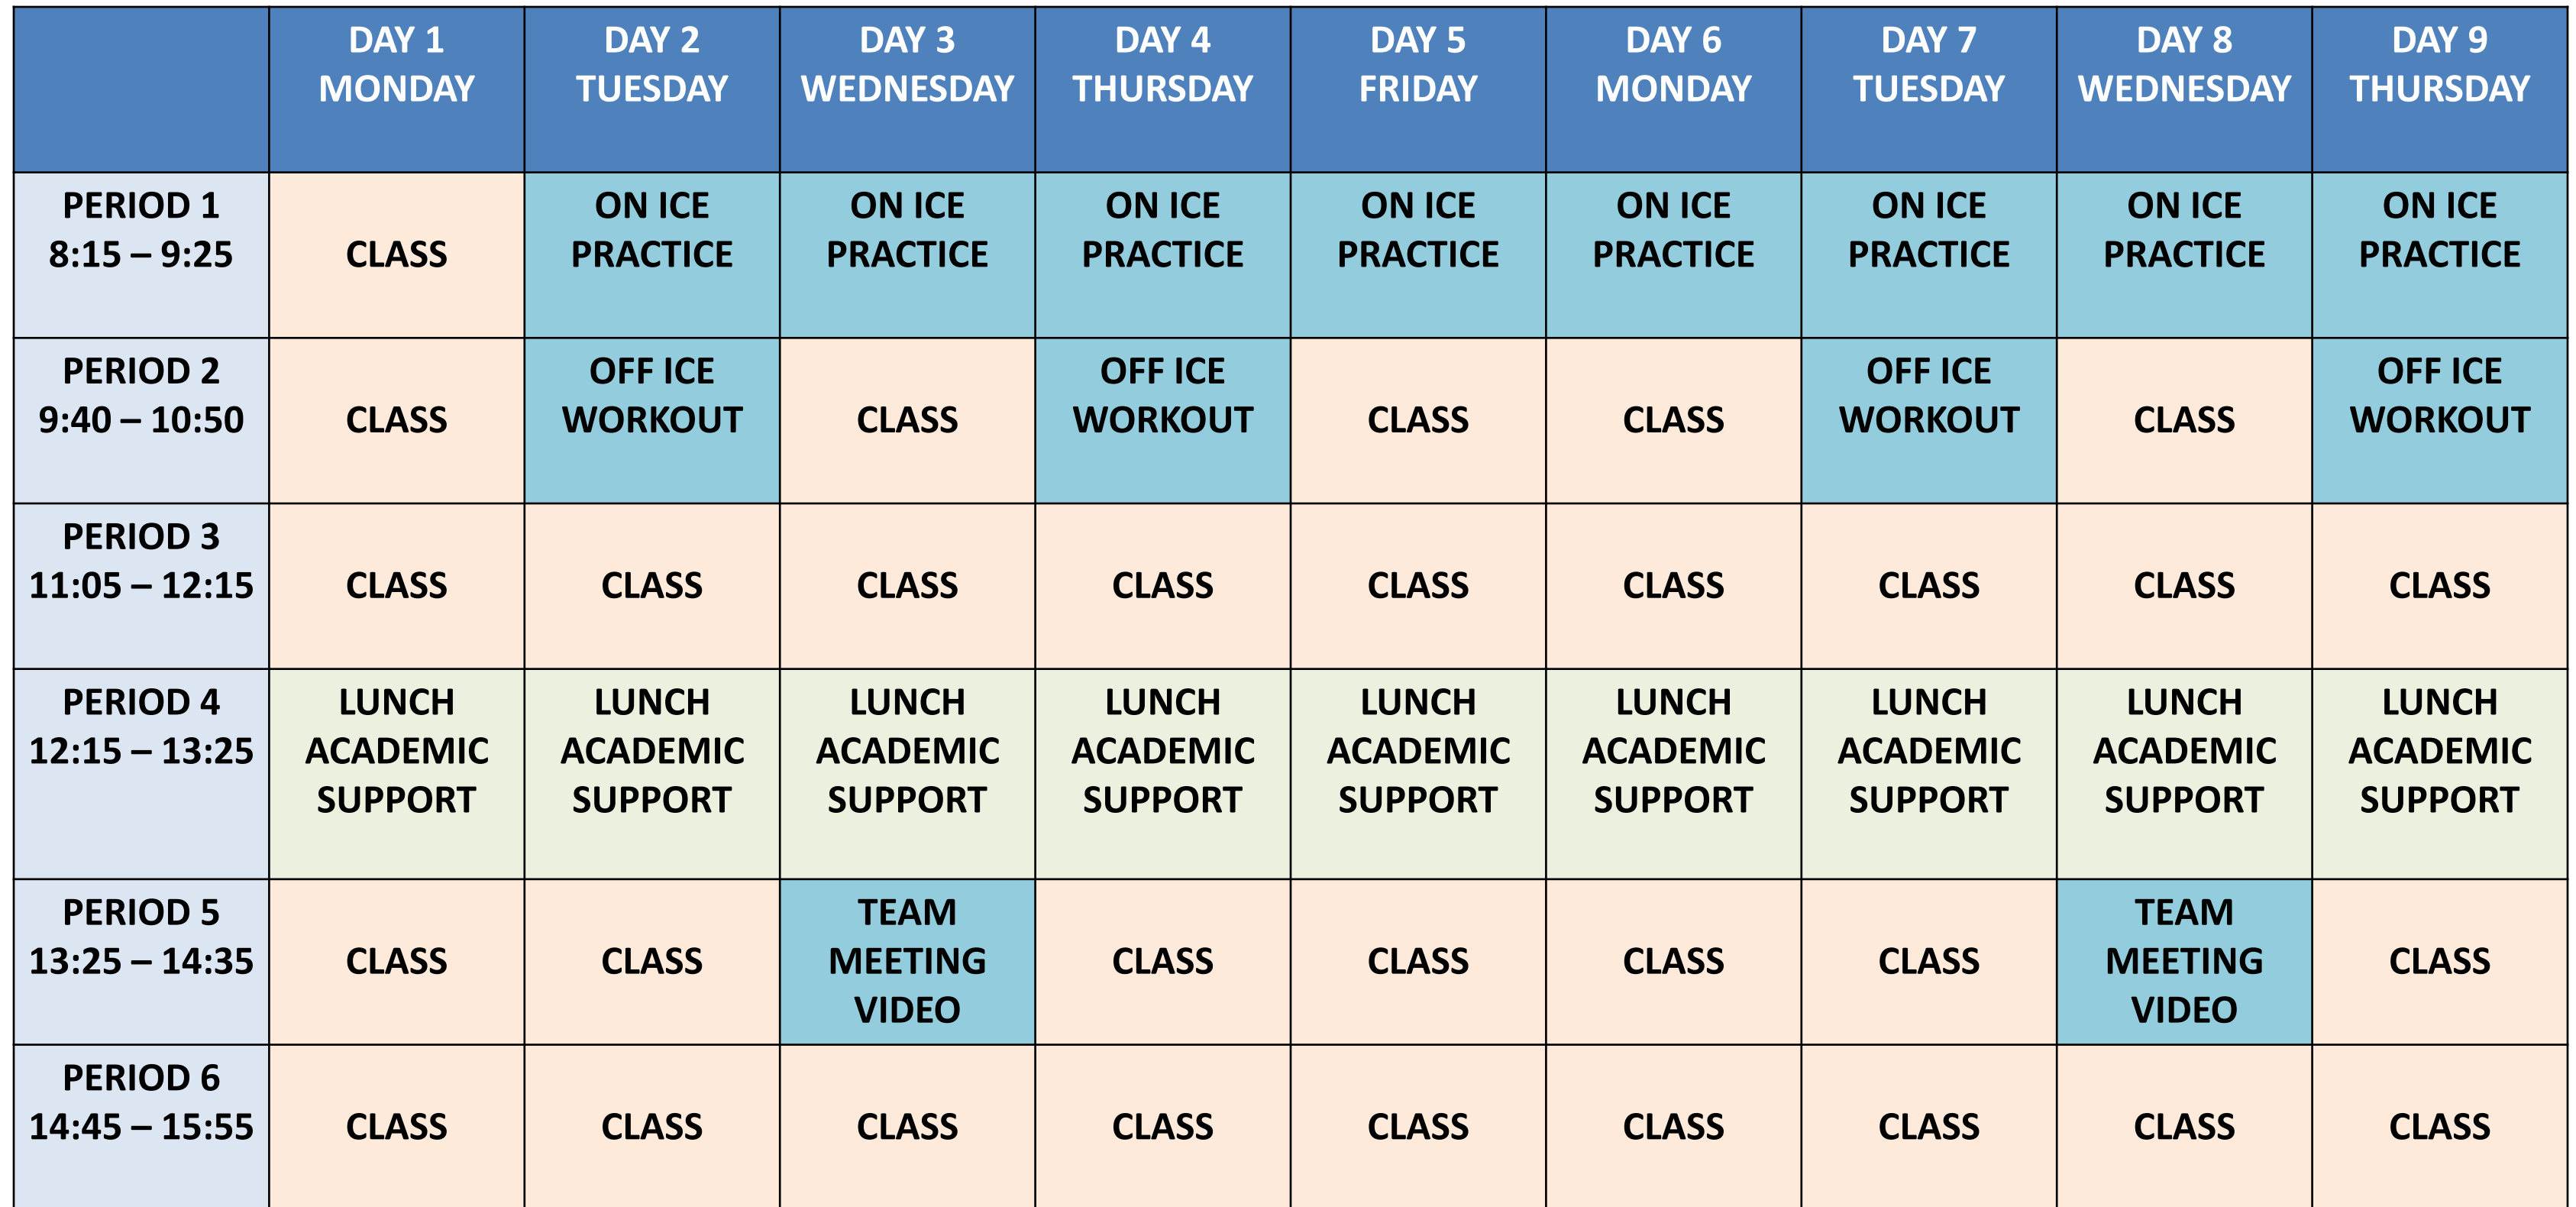 DAY 1
MONDAY
DAY 2
TUESDAY
DAY 3
WEDNESDAY
DAY 4
THURSDAY
DAY 5
FRIDAY
DAY 6
MONDAY
DAY 7
TUESDAY
DAY 8
WEDNESDAY
DAY 9
THURSDAY
PERIOD 1
8:15 – 9:25
CLASS
ON ICE
PRACTICE
ON ICE
PRACTICE
ON ICE
PRACTICE
ON ICE
PRACTICE
ON ICE
PRACTICE
ON ICE
PRACTICE
ON ICE
PRACTICE
ON ICE
PRACTICE
PERIOD 2
9:40 – 10:50
CLASS
OFF ICE
WORKOUT
CLASS
OFF ICE
WORKOUT
CLASS
CLASS
OFF ICE
WORKOUT
CLASS
OFF ICE
WORKOUT
PERIOD 3
11:05 – 12:15
CLASS
CLASS
CLASS
CLASS
CLASS
CLASS
CLASS
CLASS
CLASS
PERIOD 4
12:15 – 13:25
LUNCH
ACADEMIC
SUPPORT
LUNCH
ACADEMIC
SUPPORT
LUNCH
ACADEMIC
SUPPORT
LUNCH
ACADEMIC
SUPPORT
LUNCH
ACADEMIC
SUPPORT
LUNCH
ACADEMIC
SUPPORT
LUNCH
ACADEMIC
SUPPORT
LUNCH
ACADEMIC
SUPPORT
LUNCH
ACADEMIC
SUPPORT
PERIOD 5
13:25 – 14:35
CLASS
CLASS
TEAM
MEETING
VIDEO
CLASS
CLASS
CLASS
CLASS
TEAM
MEETING
VIDEO
CLASS
PERIOD 6
14:45 – 15:55
CLASS
CLASS
CLASS
CLASS
CLASS
CLASS
CLASS
CLASS
CLASS